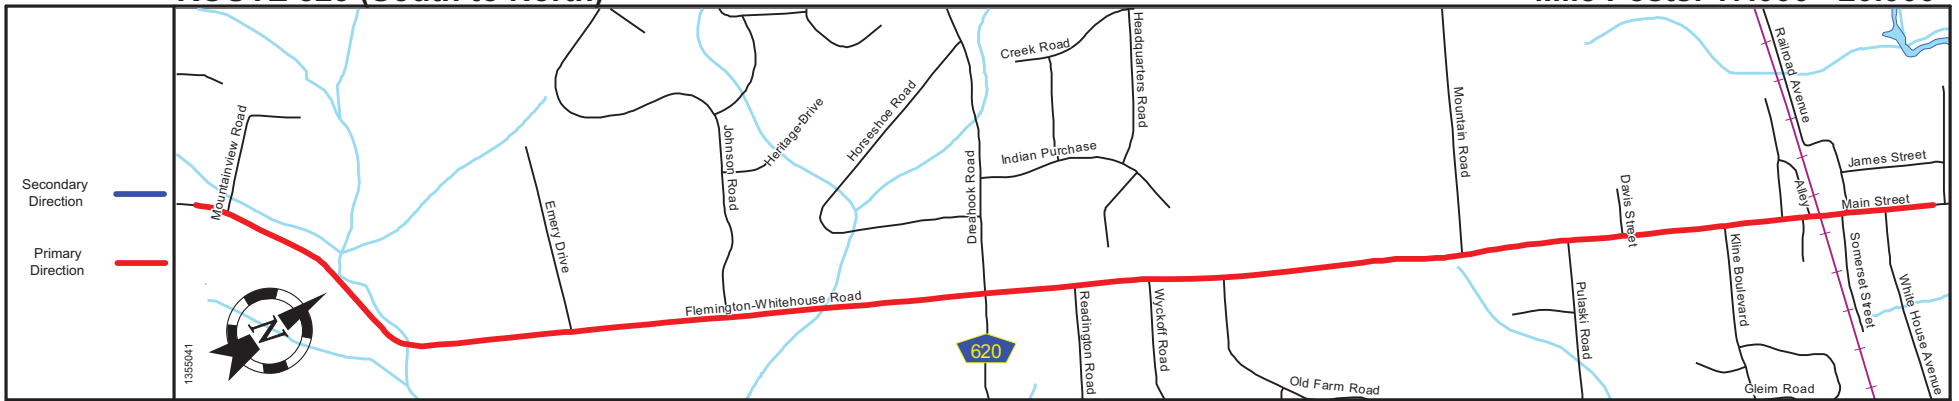 Secondary
Direction
Primary
Direction
1355041
N
Mountainview Road
Emery Drive
Johnson Road
Heritage Drive
Horseshoe Road
Flemington-Whitehouse Road
Dreahook Road
620
Creek Road
Headquarters Road
Indian Purchase
Readington Road
Wyckoff Road
Old Farm Road
Mountain Road
Pulaski Road
Davis Street
Kline Boulevard
Gleim Road
Railroad Avenue
Alley
James Street
Main Street
Somerset Street
White House Avenue